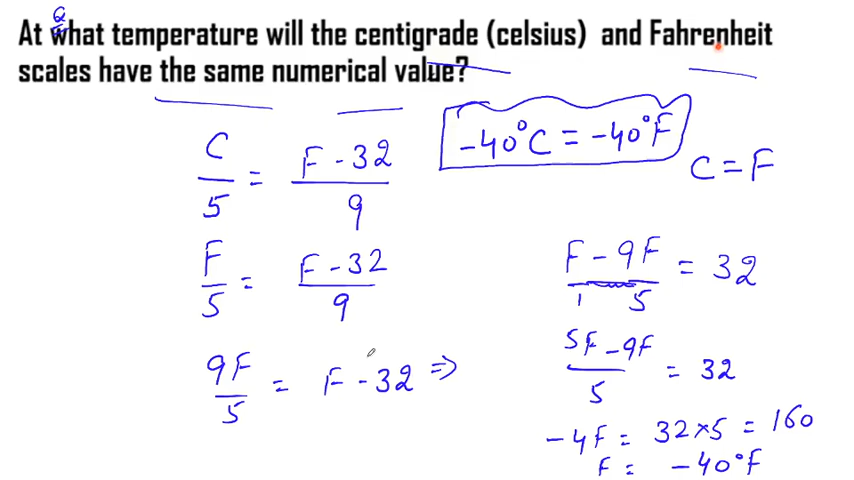 Q
At what temperature will the centigrade (celsius) and Fahrenheit
scales have the same numerical value?
-40°C = -40°F
C = F
C/5 = F - 32/9
F/5 = F - 32/9
9F/5 = F - 32 ⇒
F/1 - 9F/5 = 32
5F - 9F/5 = 32
-4F = 32×5 = 160
F = -40°F